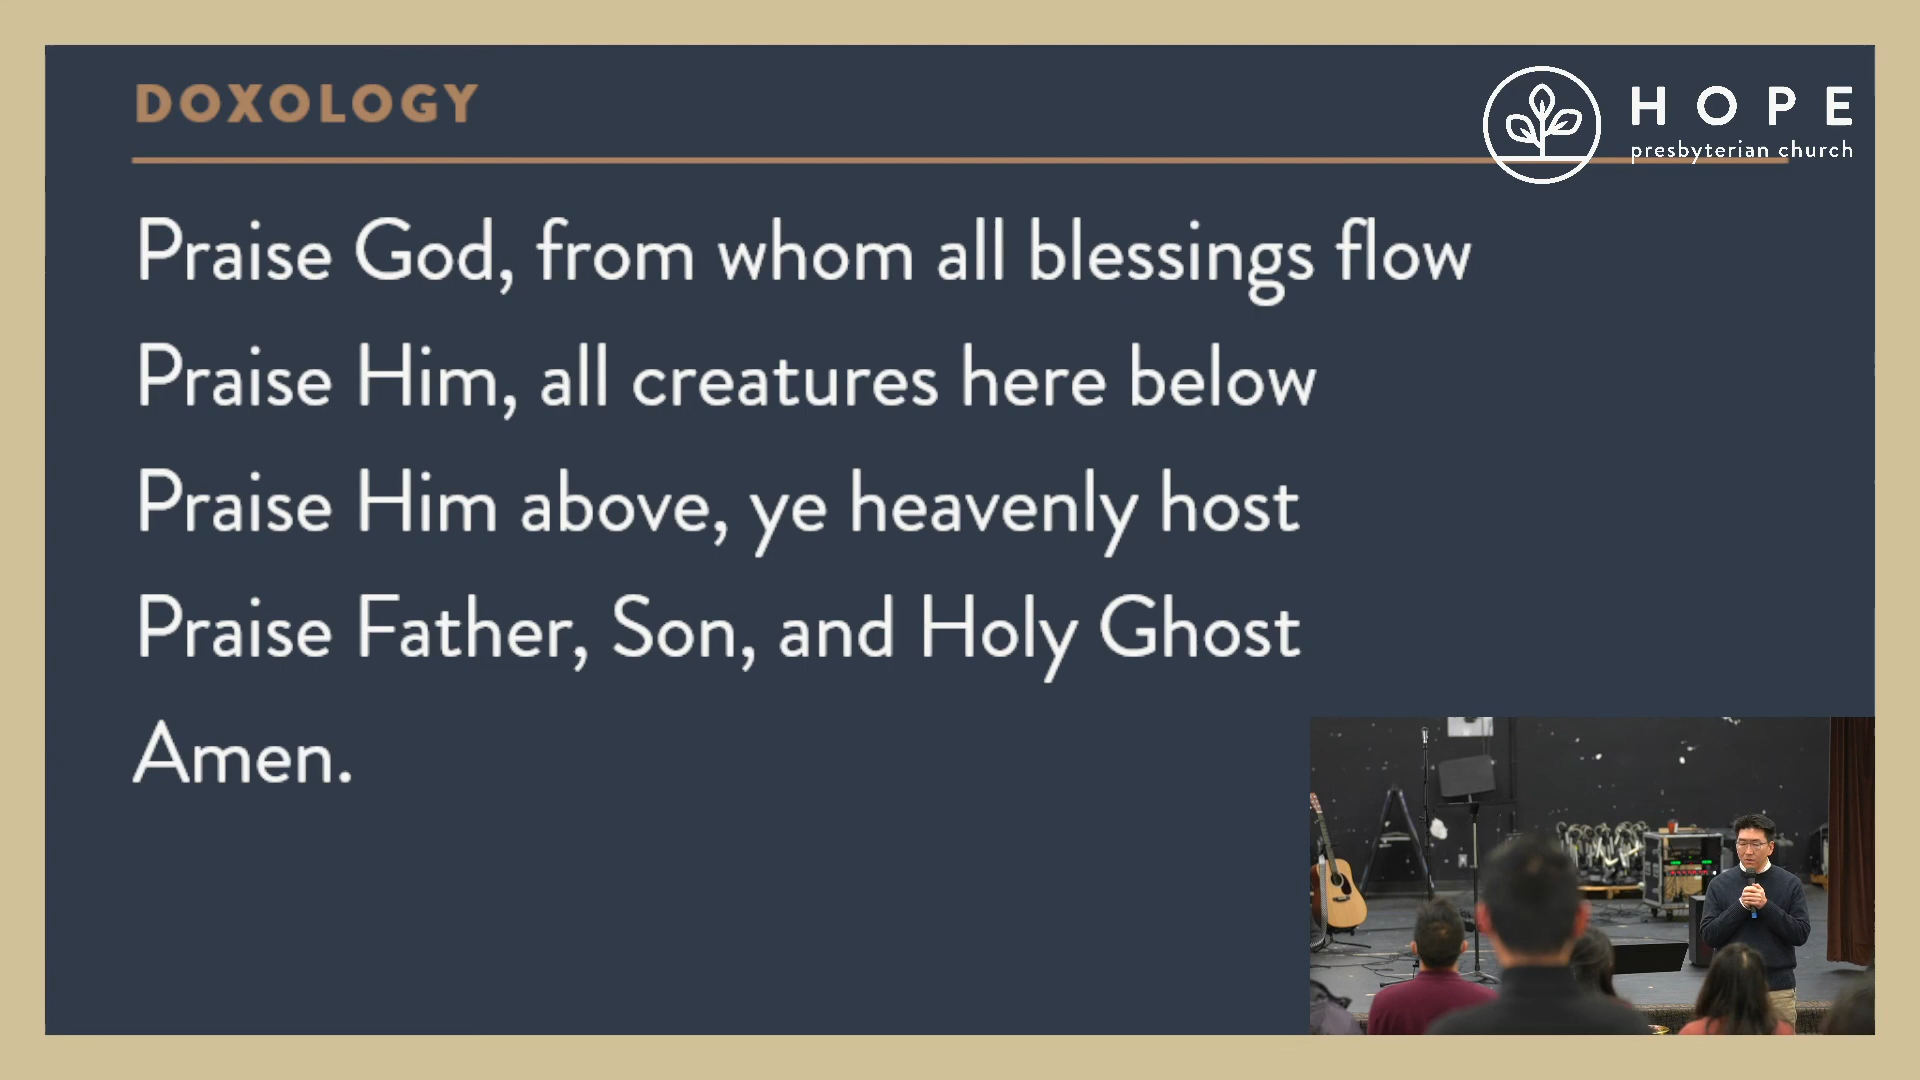 DOXOLOGY
HOPE
presbyterian church
Praise God, from whom all blessings flow
Praise Him, all creatures here below
Praise Him above, ye heavenly host
Praise Father, Son, and Holy Ghost
Amen.